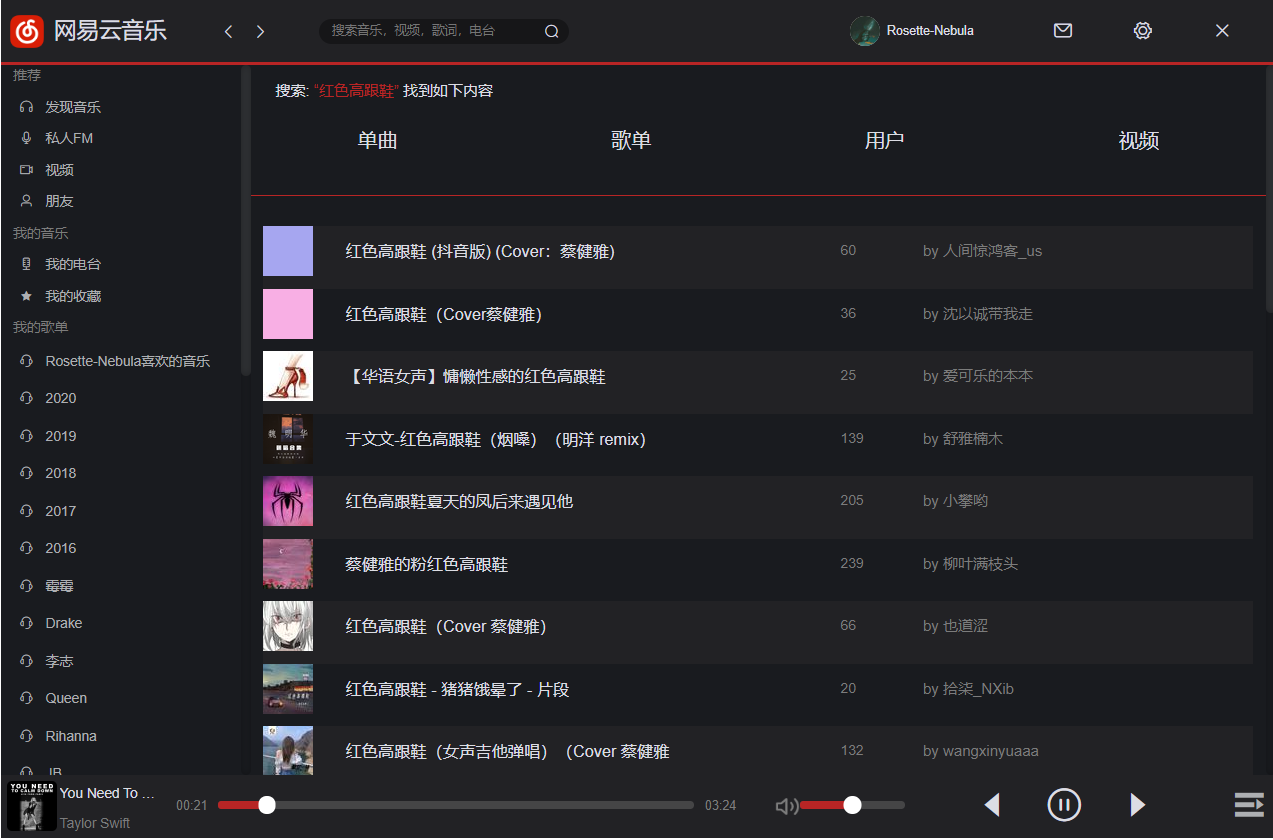 网易云音乐
搜索音乐，视频，歌词，电台
Rosette-Nebula
推荐
发现音乐
私人FM
视频
朋友
我的音乐
我的电台
我的收藏
我的歌单
Rosette-Nebula喜欢的音乐
2020
2019
2018
2017
2016
霉霉
Drake
李志
Queen
Rihanna
JB
搜索: “红色高跟鞋” 找到如下内容
单曲 歌单 用户 视频
红色高跟鞋 (抖音版) (Cover：蔡健雅) 60 by 人间惊鸿客_us
红色高跟鞋（Cover蔡健雅） 36 by 沈以诚带我走
【华语女声】慵懒性感的红色高跟鞋 25 by 爱可乐的本本
魏 明 华
于文文-红色高跟鞋（烟嗓）（明洋 remix） 139 by 舒雅楠木
红色高跟鞋夏天的凤后来遇见他 205 by 小攀哟
蔡健雅的粉红色高跟鞋 239 by 柳叶满枝头
红色高跟鞋（Cover 蔡健雅） 66 by 也道涩
红色高跟鞋 - 猪猪饿晕了 - 片段 20 by 拾柒_NXib
红色高跟鞋（女声吉他弹唱）（Cover 蔡健雅 132 by wangxinyuaaa
YOU NEED
TO CALM DOWN
You Need To ...
Taylor Swift
00:21
03:24